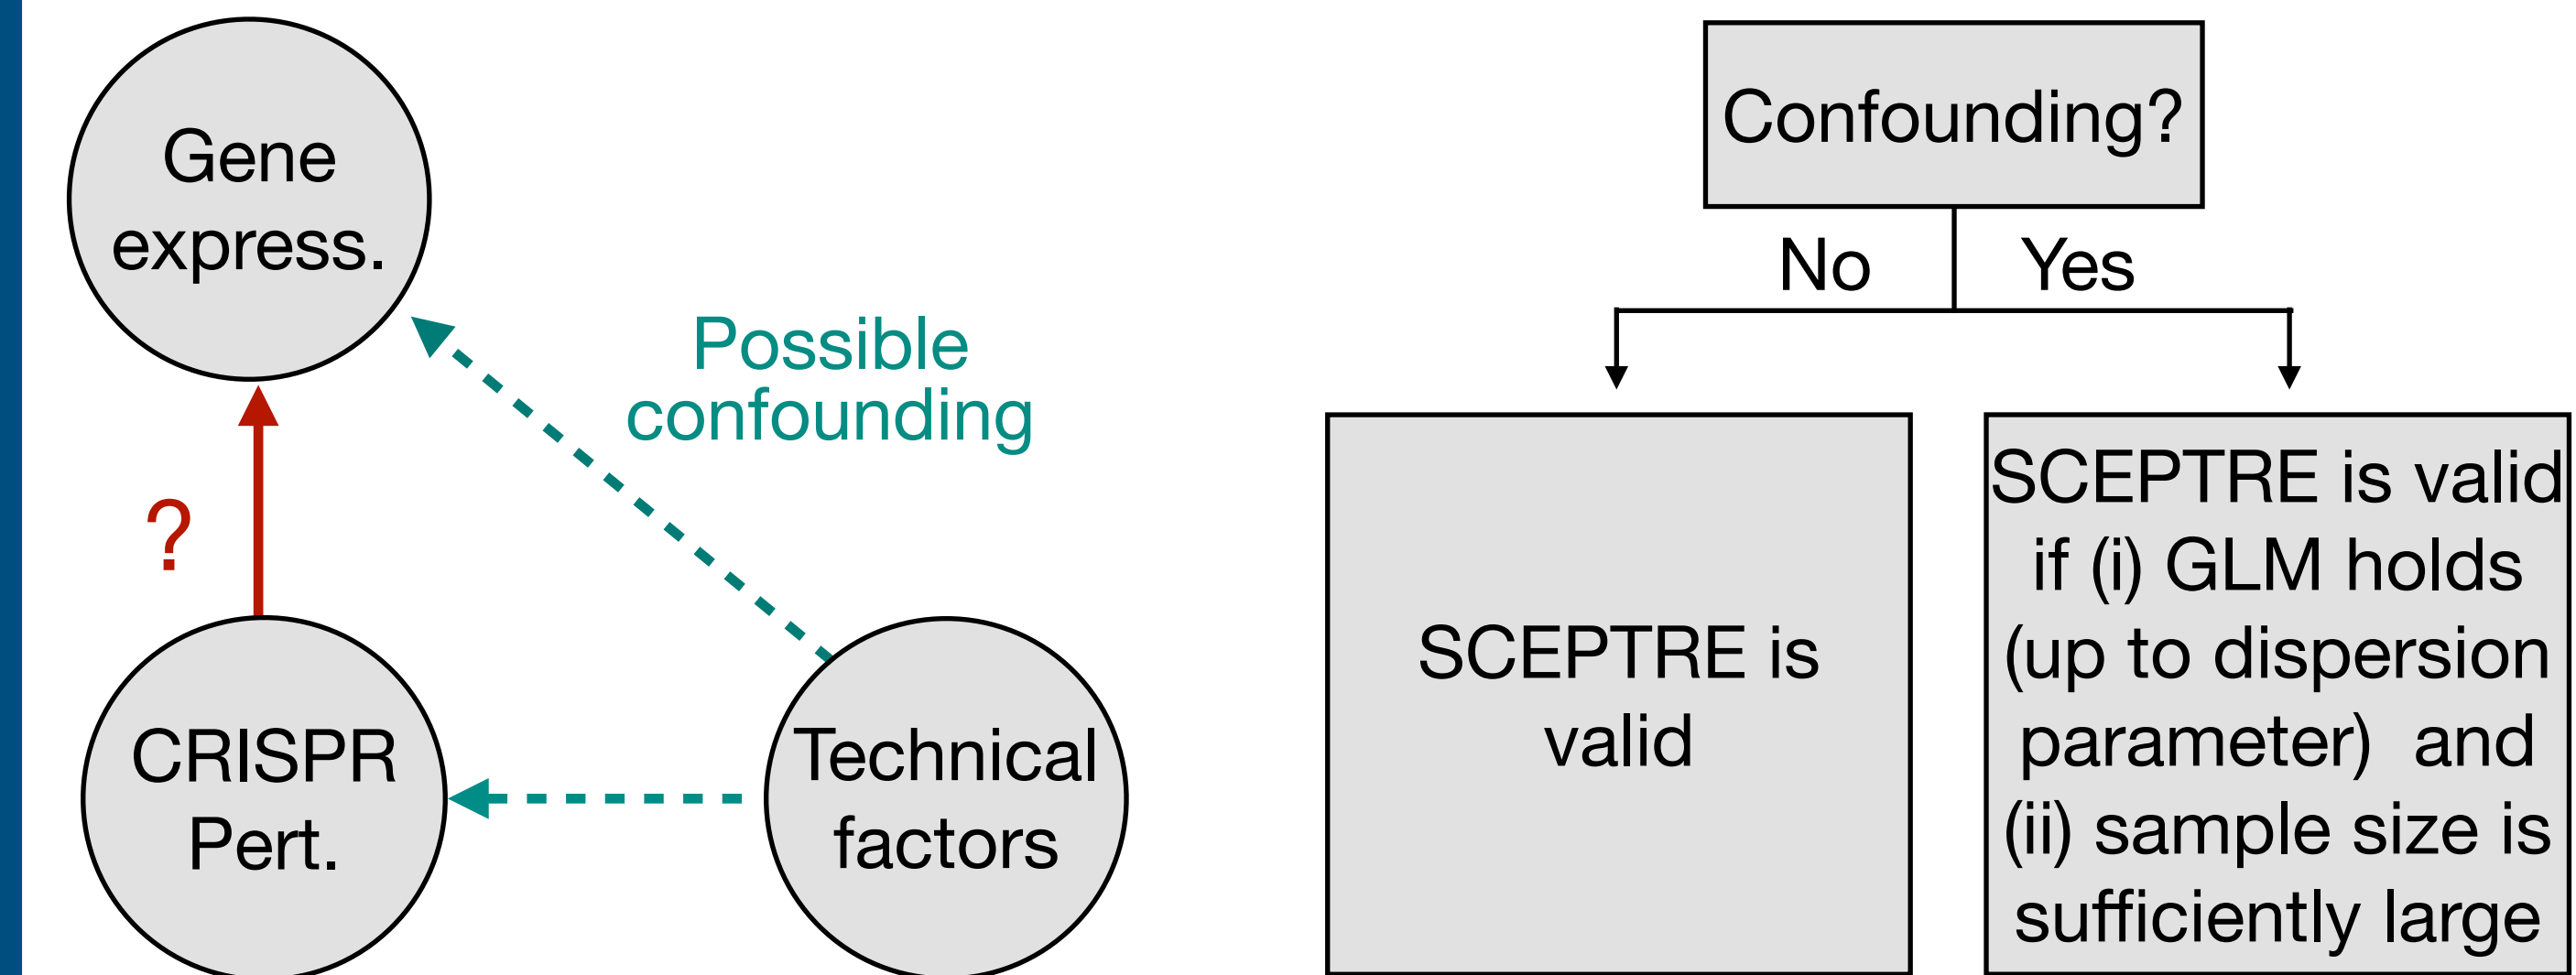 Gene
express.
Possible
confounding
?
CRISPR
Pert.
Technical
factors
Confounding?
No
Yes
SCEPTRE is
valid
SCEPTRE is valid
if (i) GLM holds
(up to dispersion
parameter) and
(ii) sample size is
sufficiently large